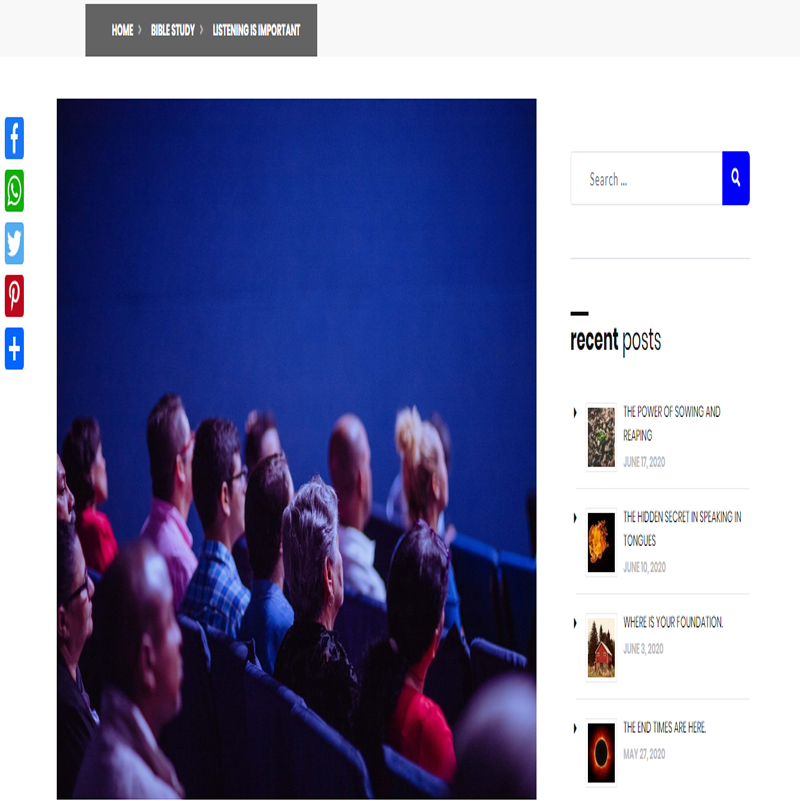 HOME > BIBLE STUDY > LISTENING IS IMPORTANT
Search ...
recent posts
THE POWER OF SOWING AND
REAPING
JUNE 17, 2020
THE HIDDEN SECRET IN SPEAKING IN
TONGUES
JUNE 10, 2020
WHERE IS YOUR FOUNDATION.
JUNE 3, 2020
THE END TIMES ARE HERE.
MAY 27, 2020